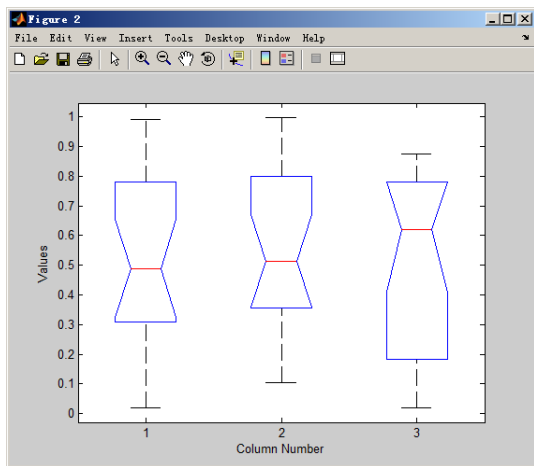 Figure 2
File Edit View Insert Tools Desktop Window Help
1
0.9
0.8
0.7
0.6
0.5
0.4
0.3
0.2
0.1
0
Values
1 2 3
Column Number